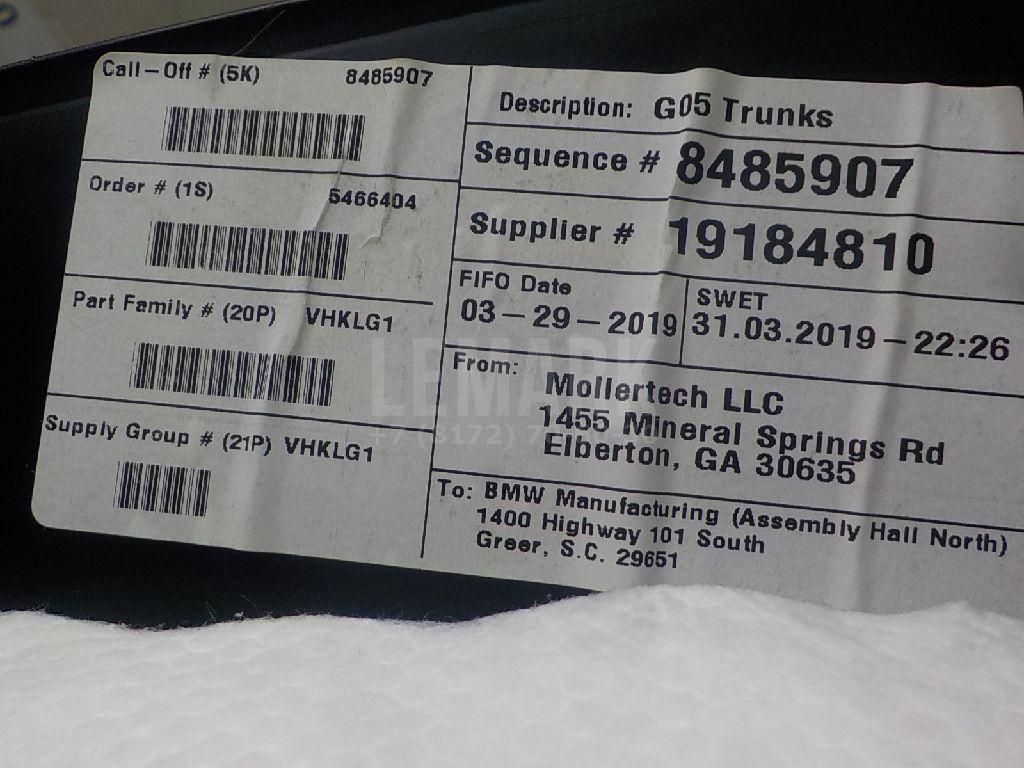 Call-Off # (5K) 8485907
Order # (1S) 5466404
Part Family # (20P) VHKLG1
Supply Group # (21P) VHKLG1
Description: G05 Trunks
Sequence # 8485907
Supplier # 19184810
FIFO Date
03-29-2019
SWET
31.03.2019-22:26
From: Mollertech LLC
1455 Mineral Springs Rd
Elberton, GA 30635
To: BMW Manufacturing (Assembly Hall North)
1400 Highway 101 South
Greer, S.C. 29651
LEMARK